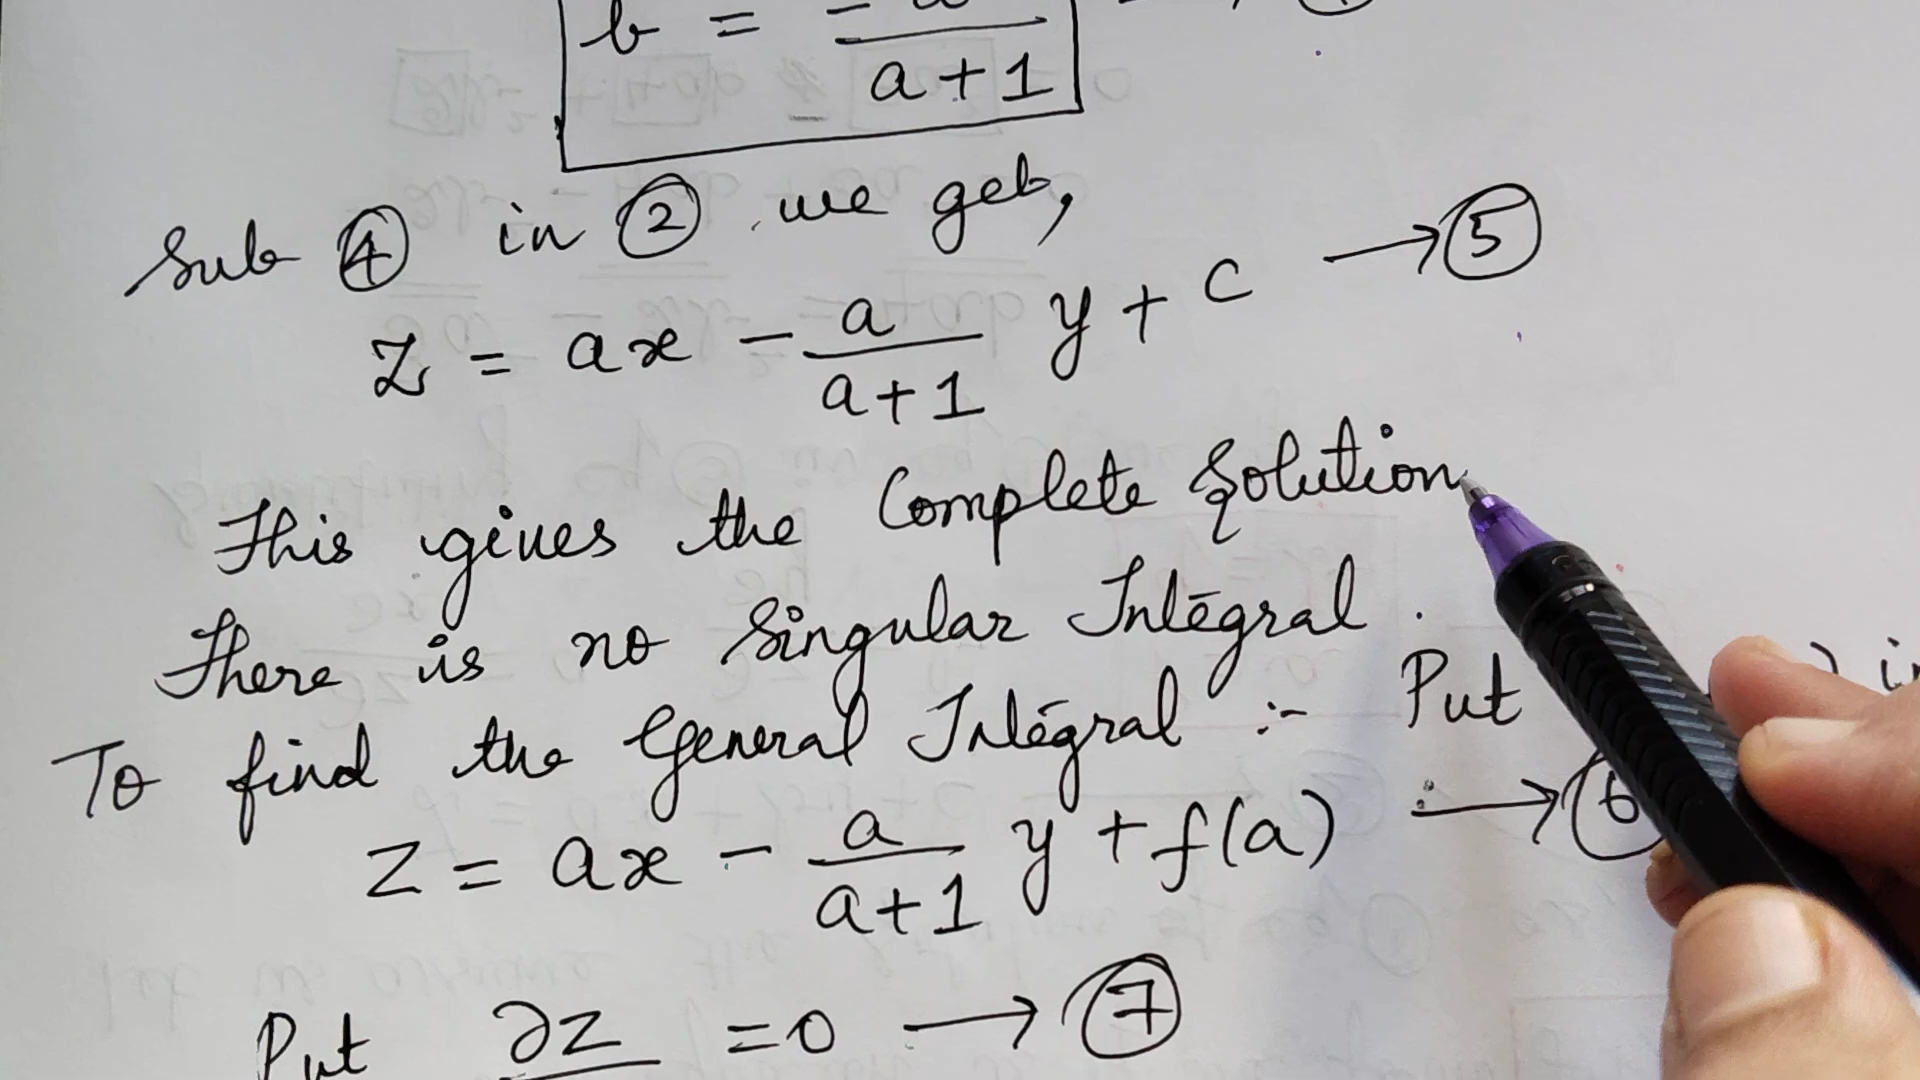 b = -a/(a+1)
Sub ④ in ② we get,
z = ax - a/(a+1) y + c → ⑤
This gives the Complete Solution
There is no Singular Integral.
To find the General Integral :- Put
z = ax - a/(a+1) y + f(a) → ⑥
Put ∂z = 0 → ⑦